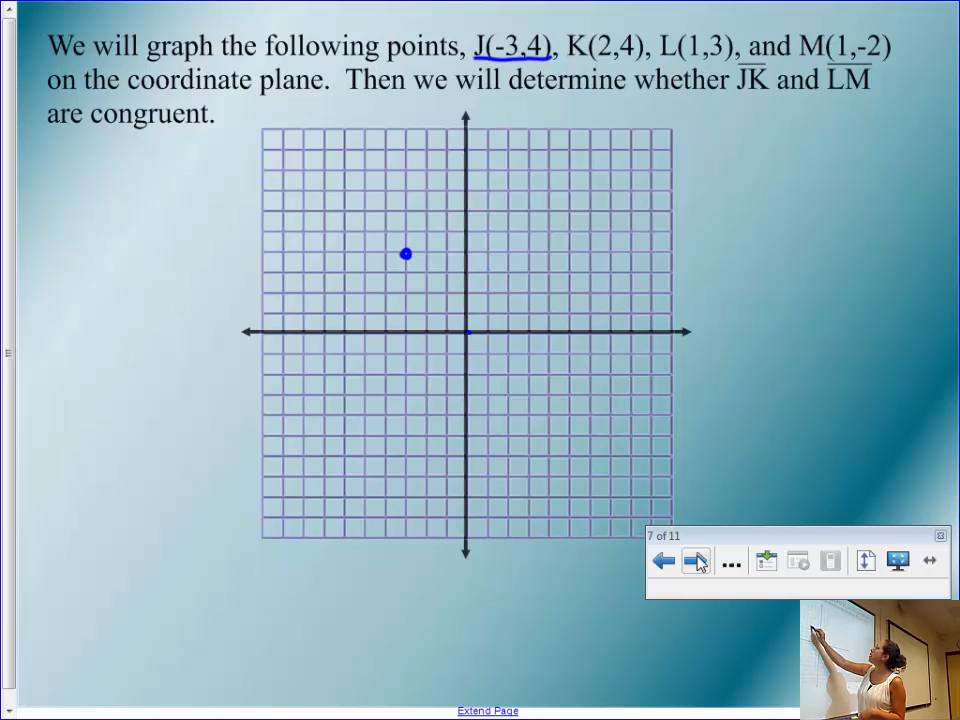 We will graph the following points, J(-3,4), K(2,4), L(1,3), and M(1,-2)
on the coordinate plane. Then we will determine whether JK and LM
are congruent.
7 of 11
Extend Page